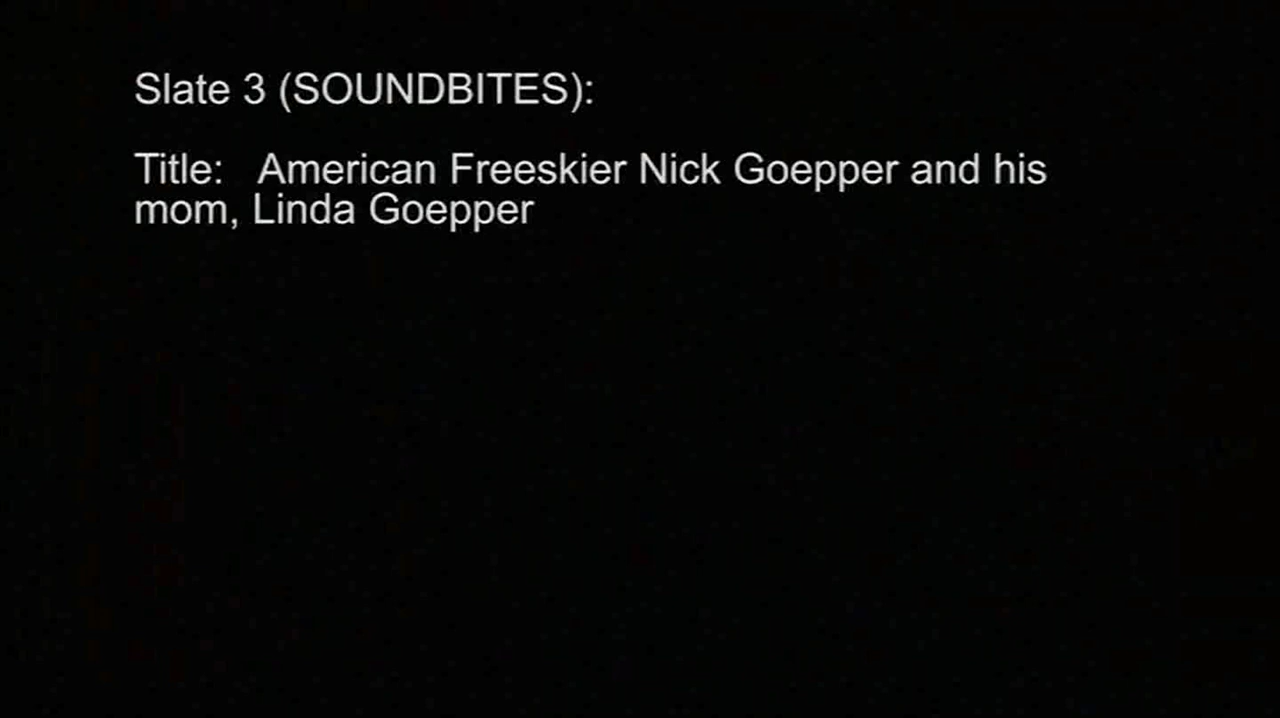 Slate 3 (SOUNDBITES):
Title: American Freeskier Nick Goepper and his
mom, Linda Goepper